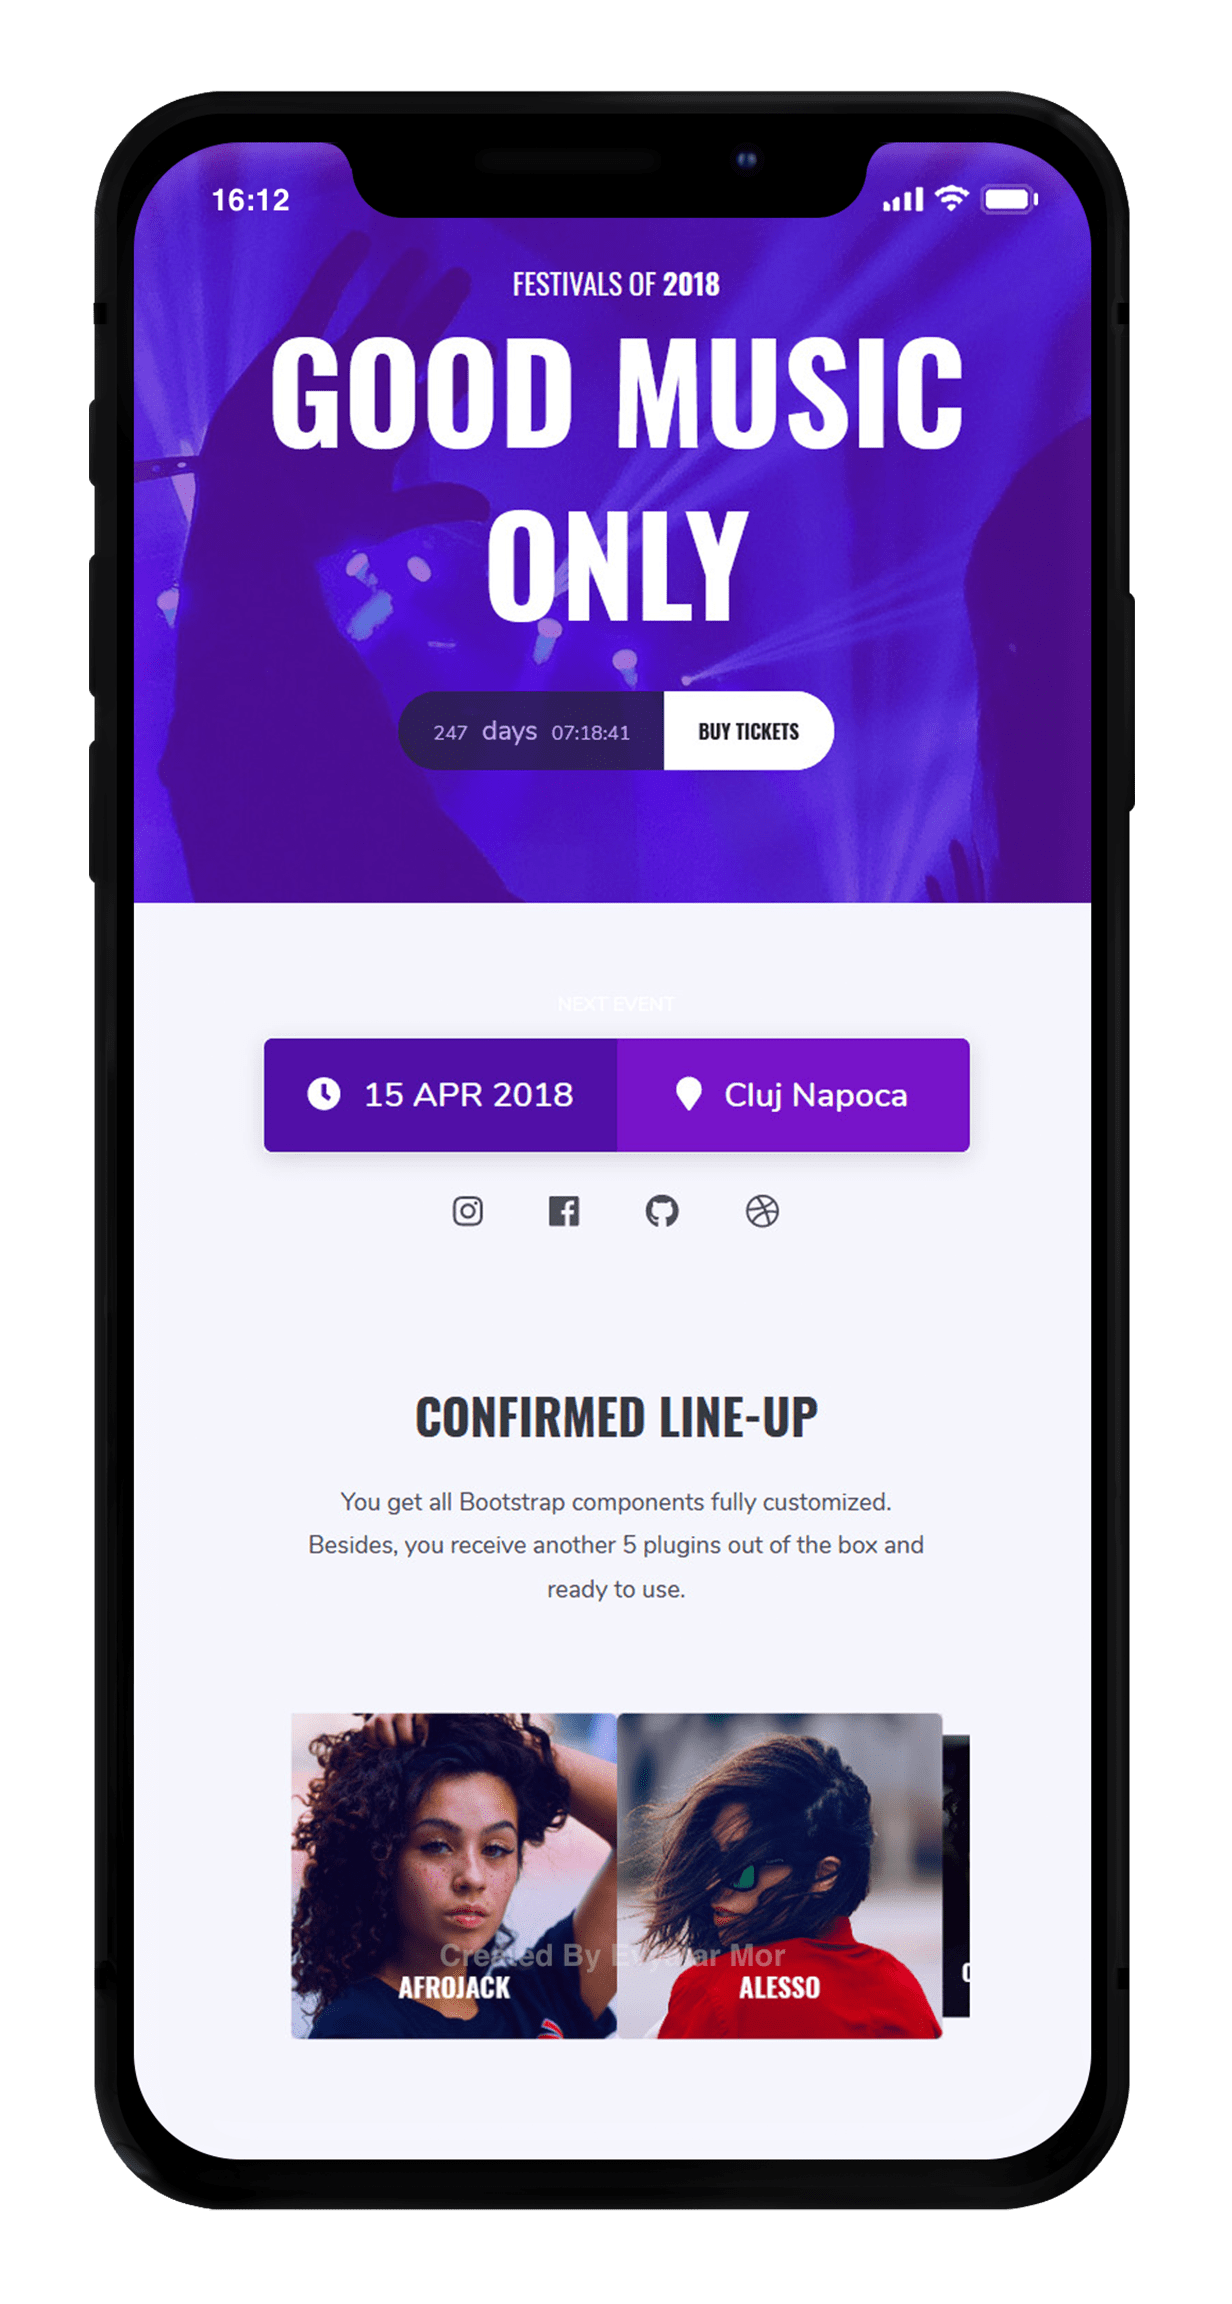 16:12
FESTIVALS OF 2018
GOOD MUSIC
ONLY
247 days 07:18:41
BUY TICKETS
NEXT EVENT
15 APR 2018
Cluj Napoca
CONFIRMED LINE-UP
You get all Bootstrap components fully customized.
Besides, you receive another 5 plugins out of the box and
ready to use.
Created By Evyatar Mor
AFROJACK
ALESSO